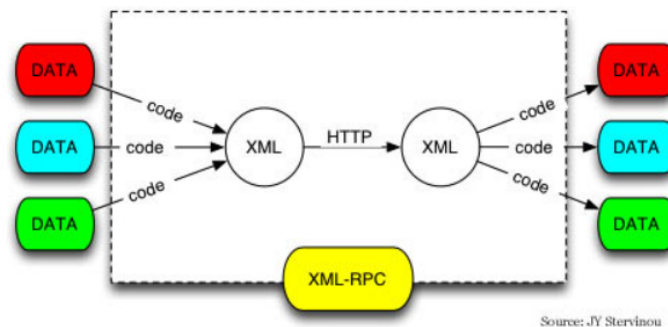 DATA
code
DATA
code
DATA
code
XML
HTTP
XML
code
DATA
code
DATA
code
DATA
XML-RPC
Source: JY Stervinou